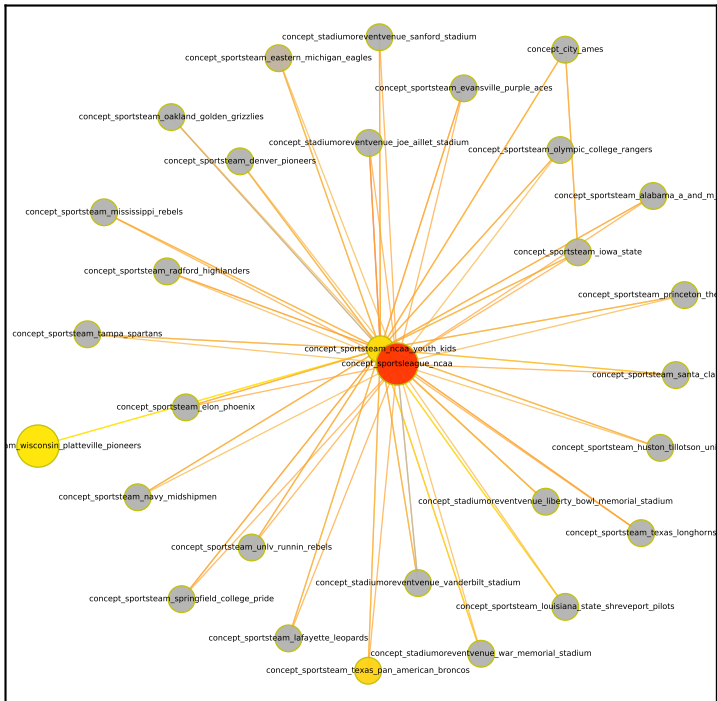 concept_stadiumoreventvenue_sanford_stadium
concept_city_ames
concept_sportsteam_eastern_michigan_eagles
concept_sportsteam_evansville_purple_aces
concept_sportsteam_oakland_golden_grizzlies
concept_stadiumoreventvenue_joe_aillet_stadium
concept_sportsteam_olympic_college_rangers
concept_sportsteam_denver_pioneers
concept_sportsteam_alabama_a_and_m_
concept_sportsteam_mississippi_rebels
concept_sportsteam_iowa_state
concept_sportsteam_radford_highlanders
concept_sportsteam_princeton_the
concept_sportsteam_tampa_spartans
concept_sportsteam_ncaa_youth_kids
concept_sportsleague_ncaa
concept_sportsteam_santa_cla
concept_sportsteam_elon_phoenix
am_wisconsin_platteville_pioneers
concept_sportsteam_huston_tillotson_uni
concept_sportsteam_navy_midshipmen
concept_stadiumoreventvenue_liberty_bowl_memorial_stadium
concept_sportsteam_texas_longhorns
concept_sportsteam_unlv_runnin_rebels
concept_stadiumoreventvenue_vanderbilt_stadium
concept_sportsteam_springfield_college_pride
concept_sportsteam_louisiana_state_shreveport_pilots
concept_sportsteam_lafayette_leopards
concept_stadiumoreventvenue_war_memorial_stadium
concept_sportsteam_texas_pan_american_broncos